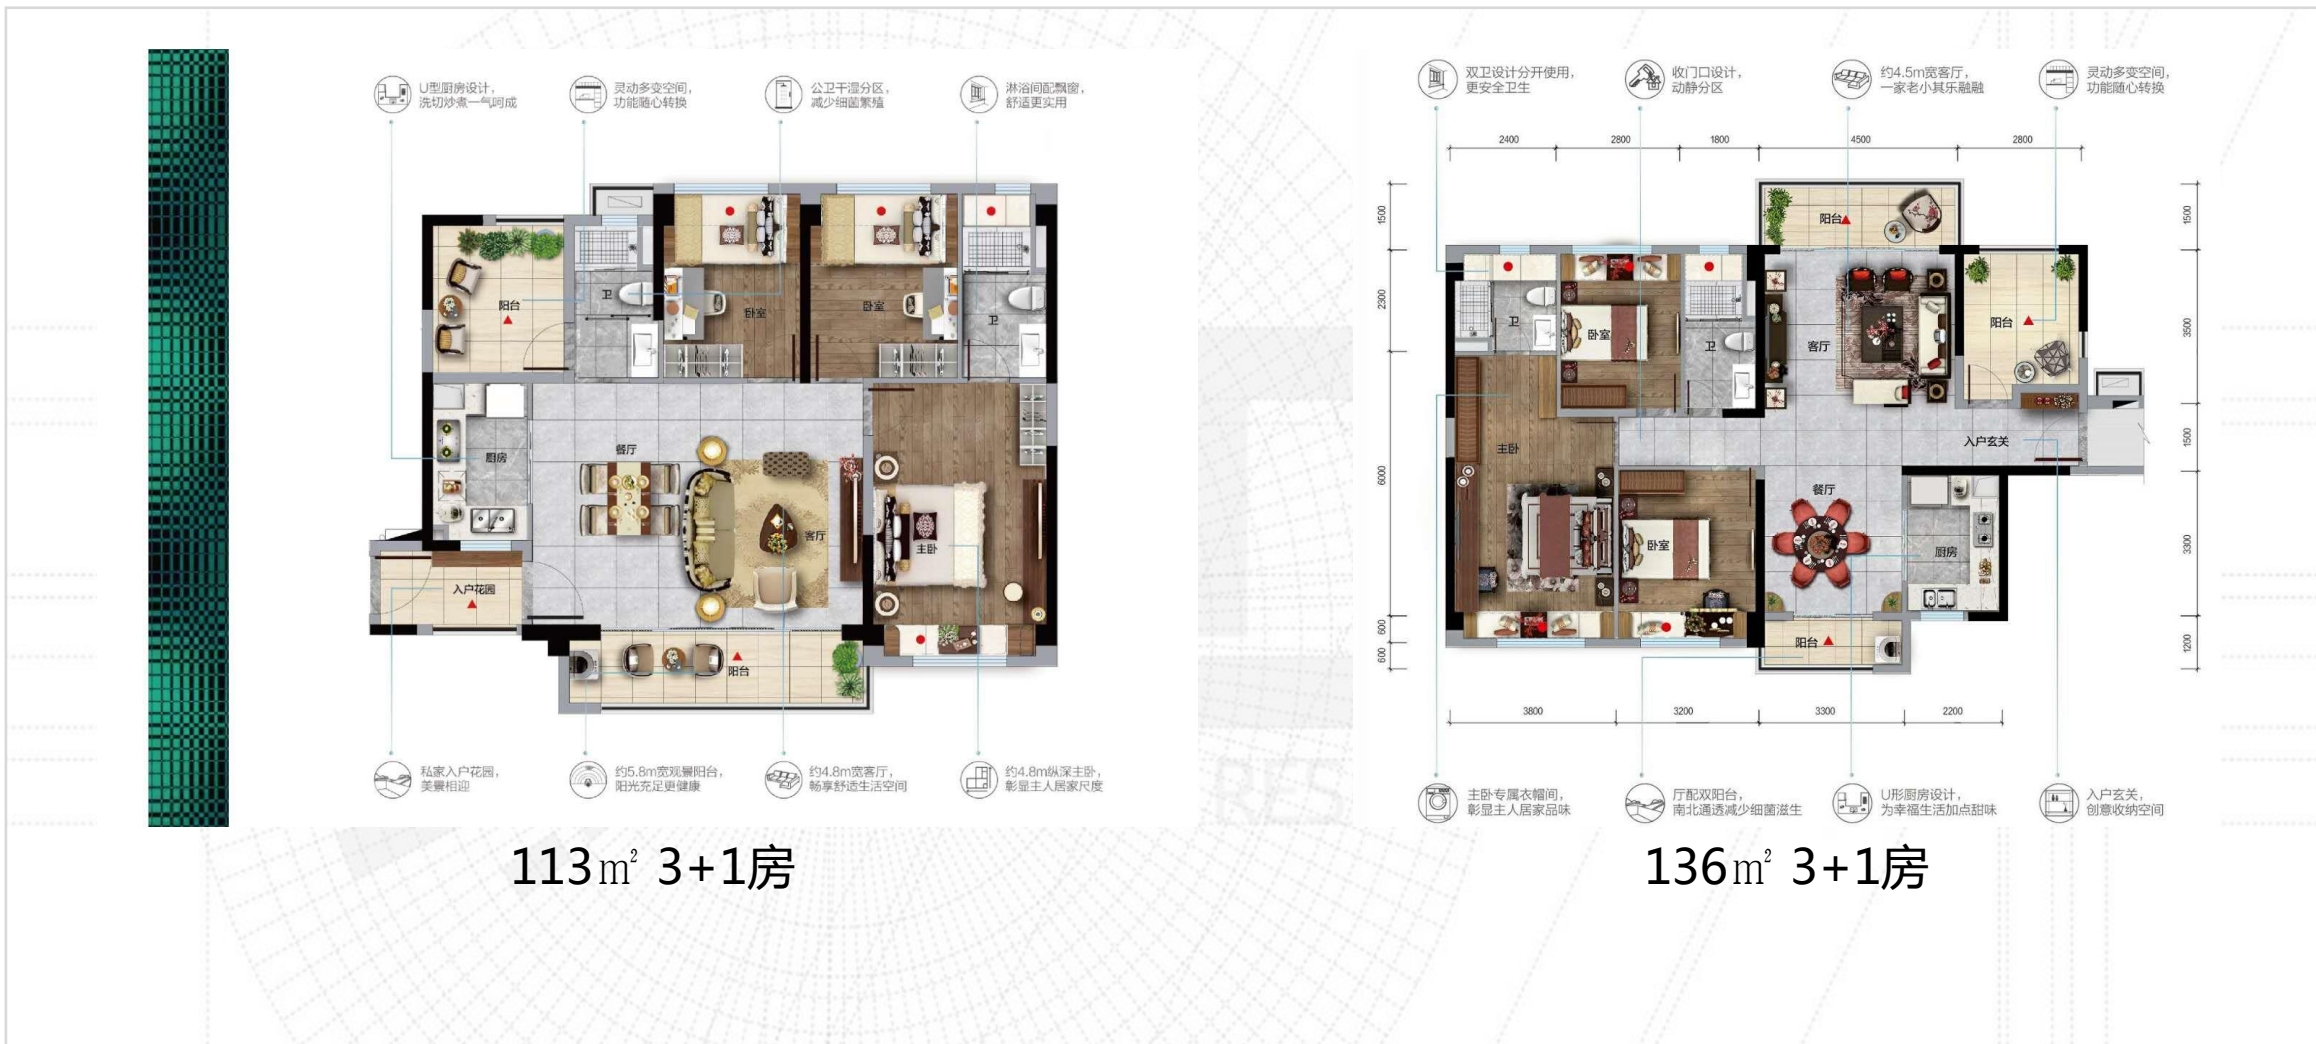 U型厨房设计，
洗切炒煮一气呵成
灵动多变空间，
功能随心转换
公卫干湿分区，
减少细菌繁殖
淋浴间配飘窗，
舒适更实用
阳台
卫
卧室
卧室
卫
厨房
餐厅
客厅
主卧
入户花园
阳台
私家入户花园，
美景相迎
约5.8m宽观景阳台，
阳光充足更健康
约4.8m宽客厅，
畅享舒适生活空间
约4.8m纵深主卧，
彰显主人居家尺度
113㎡ 3+1房
双卫设计分开使用，
更安全卫生
收门口设计，
动静分区
约4.5m宽客厅，
一家老小其乐融融
灵动多变空间，
功能随心转换
2400
2800
1800
4500
2800
1500
2300
6000
600
600
阳台
卫
卧室
卫
客厅
阳台
主卧
入户玄关
餐厅
卧室
厨房
阳台
1500
3500
1500
3300
1200
3800
3200
3300
2200
主卧专属衣帽间，
彰显主人居家品味
厅配双阳台，
南北通透减少细菌滋生
U形厨房设计，
为幸福生活加点甜味
入户玄关，
创意收纳空间
136㎡ 3+1房